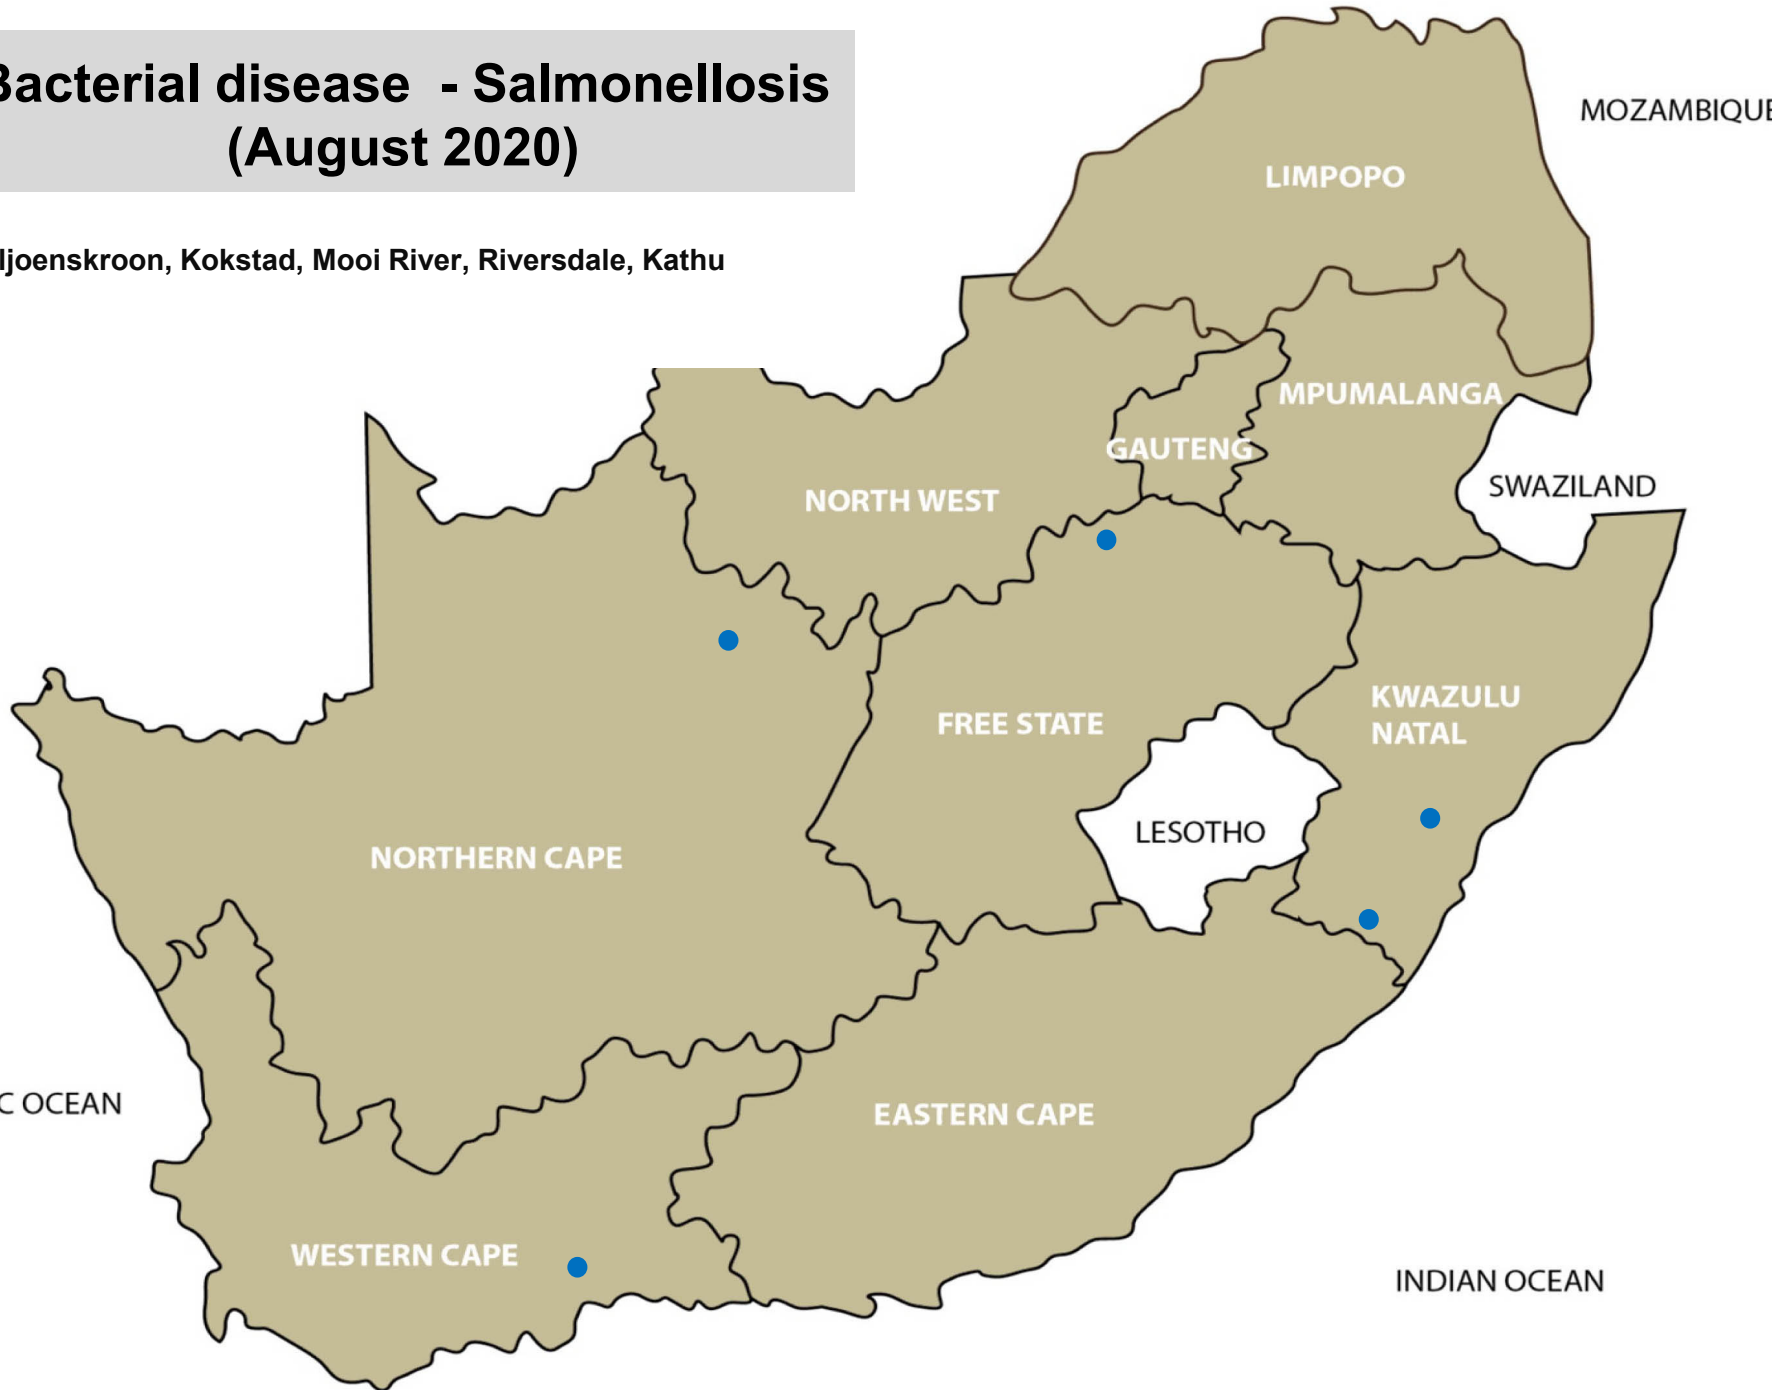 Bacterial disease - Salmonellosis
(August 2020)
MOZAMBIQUE
LIMPOPO
ljoenskroon, Kokstad, Mooi River, Riversdale, Kathu
MPUMALANGA
GAUTENG
SWAZILAND
NORTH WEST
KWAZULU
NATAL
FREE STATE
LESOTHO
NORTHERN CAPE
C OCEAN
EASTERN CAPE
WESTERN CAPE
INDIAN OCEAN